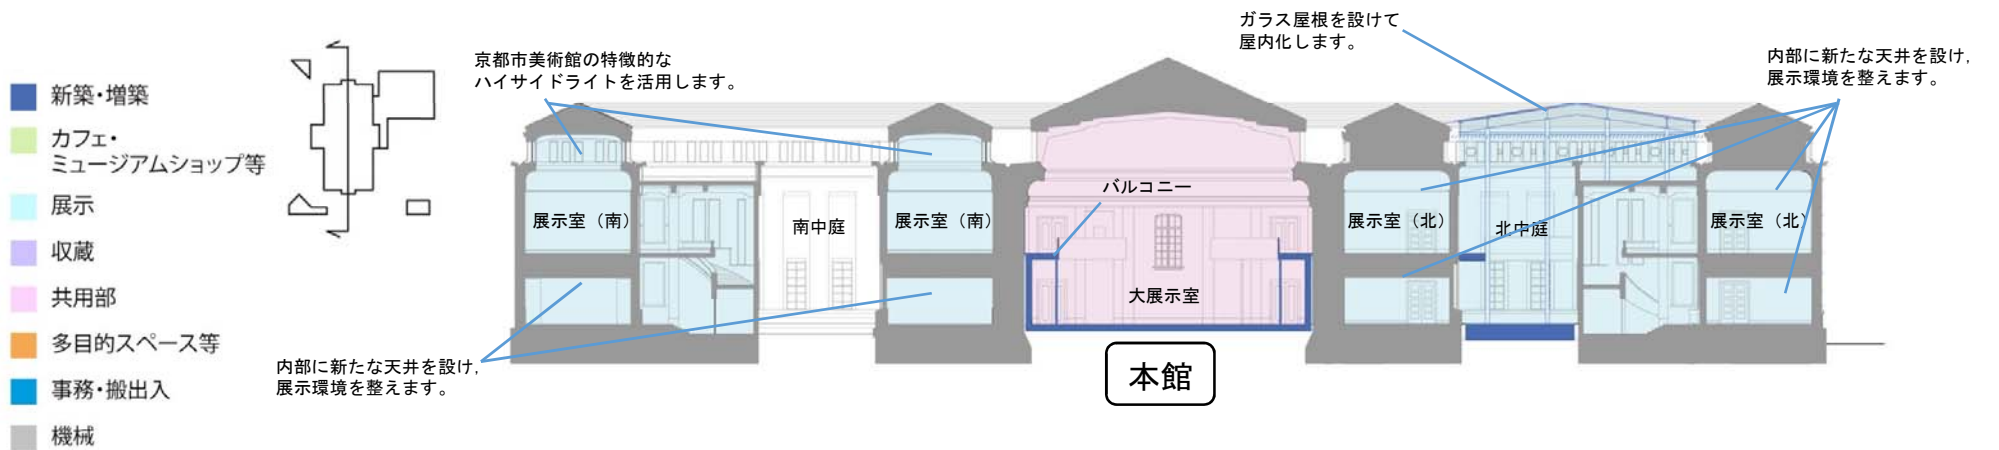 新築・増築
カフェ・
ミュージアムショップ等
展示
収蔵
共用部
多目的スペース等
事務・搬出入
機械
京都市美術館の特徴的な
ハイサイドライトを活用します。
ガラス屋根を設けて
屋内化します。
内部に新たな天井を設け,
展示環境を整えます。
バルコニー
展示室（南）
南中庭
展示室（南）
大展示室
展示室（北）
北中庭
展示室（北）
内部に新たな天井を設け,
展示環境を整えます。
本館